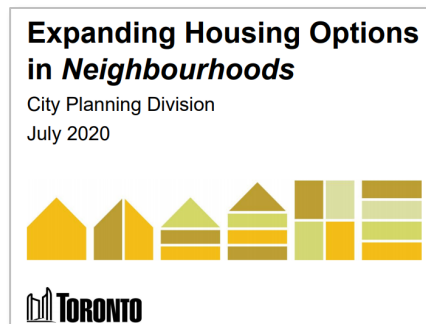 Expanding Housing Options
in Neighbourhoods
City Planning Division
July 2020
TORONTO